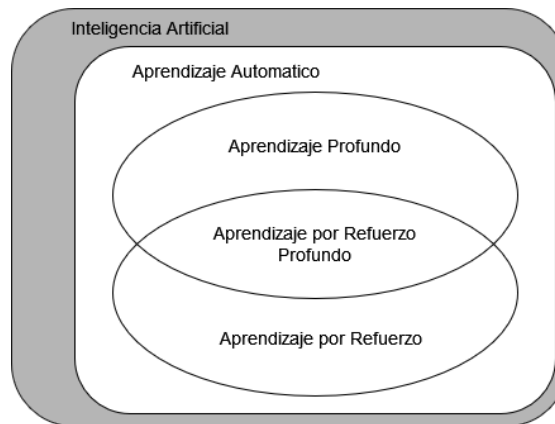 Inteligencia Artificial
Aprendizaje Automatico
Aprendizaje Profundo
Aprendizaje por Refuerzo
Profundo
Aprendizaje por Refuerzo